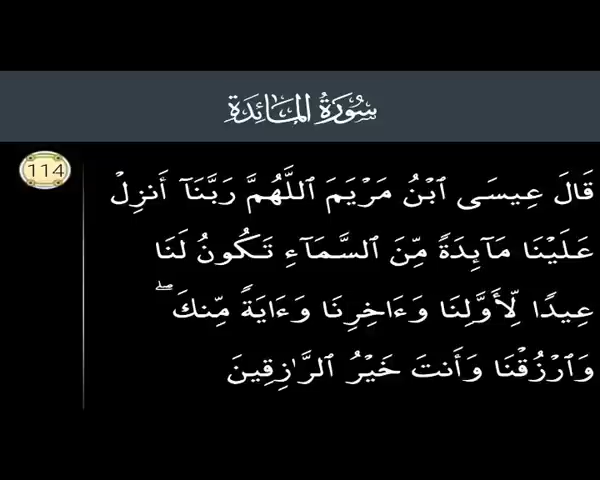 سُورَةُ المَائِدَة
114
قَالَ عِيسَى ٱبۡنُ مَرۡيَمَ ٱللَّهُمَّ رَبَّنَآ أَنزِلۡ
عَلَيۡنَا مَآئِدَةٗ مِّنَ ٱلسَّمَآءِ تَكُونُ لَنَا
عِيدٗا لِّأَوَّلِنَا وَءَاخِرِنَا وَءَايَةٗ مِّنكَۖ
وَٱرۡزُقۡنَا وَأَنتَ خَيۡرُ ٱلرَّٰزِقِينَ